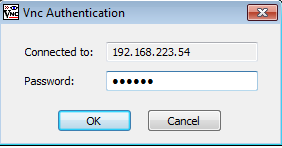 Vnc Authentication
Connected to: 192.168.223.54
Password: ●●●●●●
OK Cancel